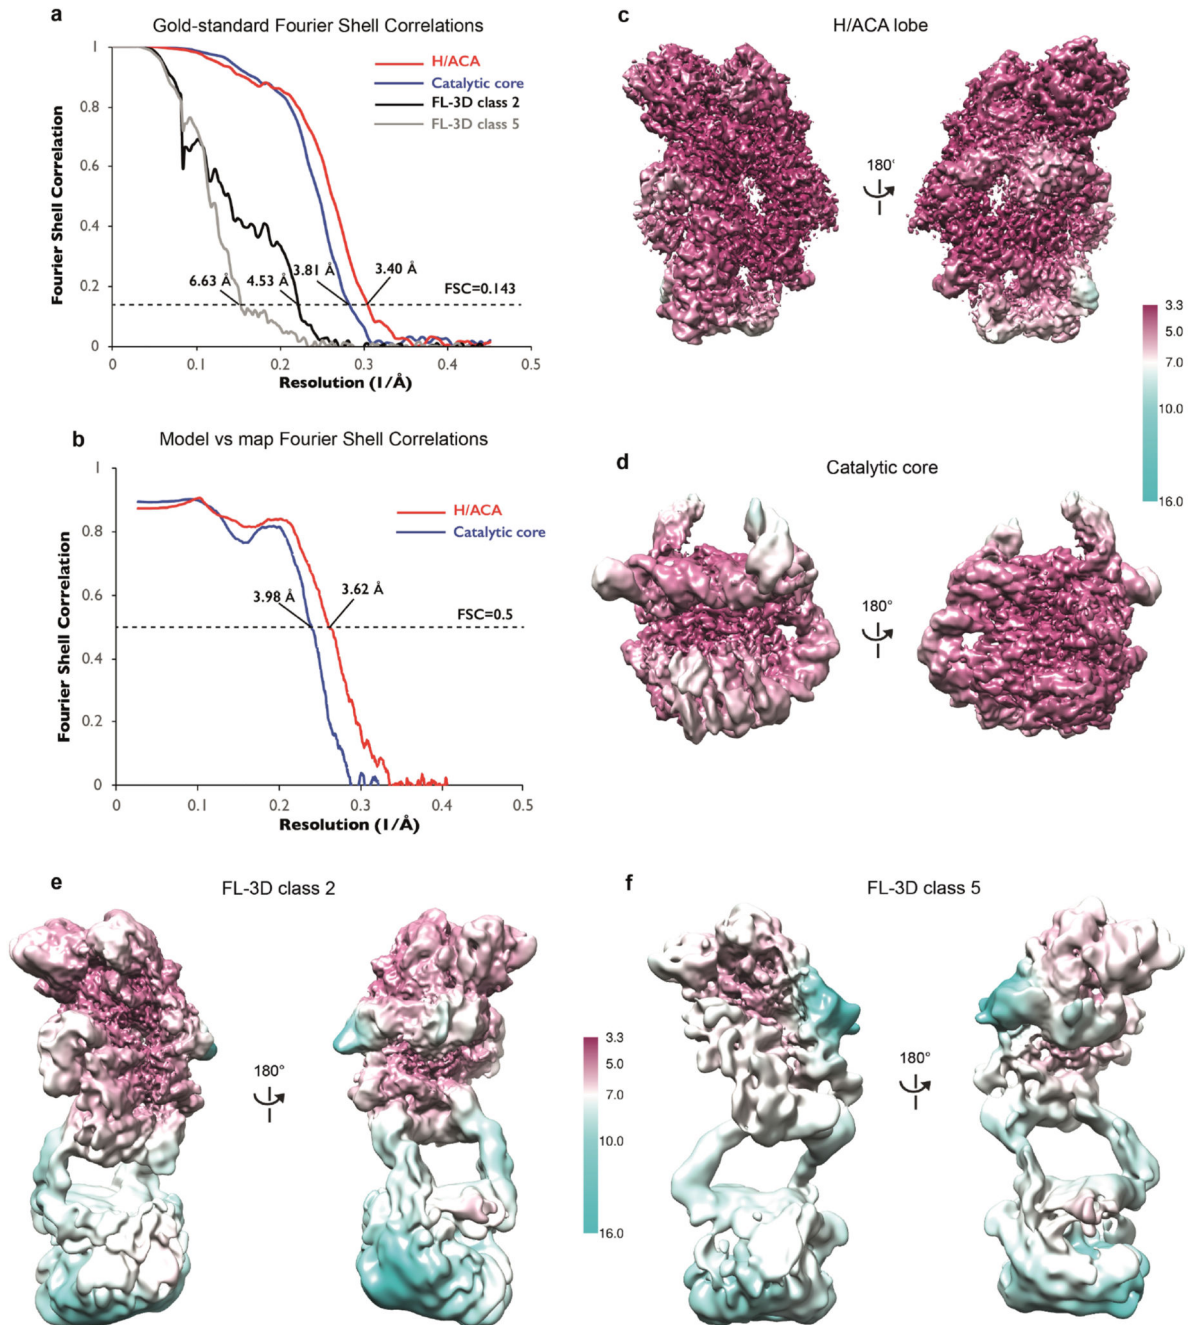 a
Gold-standard Fourier Shell Correlations
H/ACA
Catalytic core
FL-3D class 2
FL-3D class 5
1
0.8
0.6
0.4
0.2
0
Fourier Shell Correlation
6.63 Å
4.53 Å
3.81 Å
3.40 Å
FSC=0.143
0
0.1
0.2
0.3
0.4
0.5
Resolution (1/Å)
b
Model vs map Fourier Shell Correlations
H/ACA
Catalytic core
1
0.8
0.6
0.4
0.2
0
Fourier Shell Correlation
3.98 Å
3.62 Å
FSC=0.5
0
0.1
0.2
0.3
0.4
0.5
Resolution (1/Å)
c
H/ACA lobe
180°
3.3
5.0
7.0
10.0
16.0
d
Catalytic core
180°
e
FL-3D class 2
180°
3.3
5.0
7.0
10.0
16.0
f
FL-3D class 5
180°